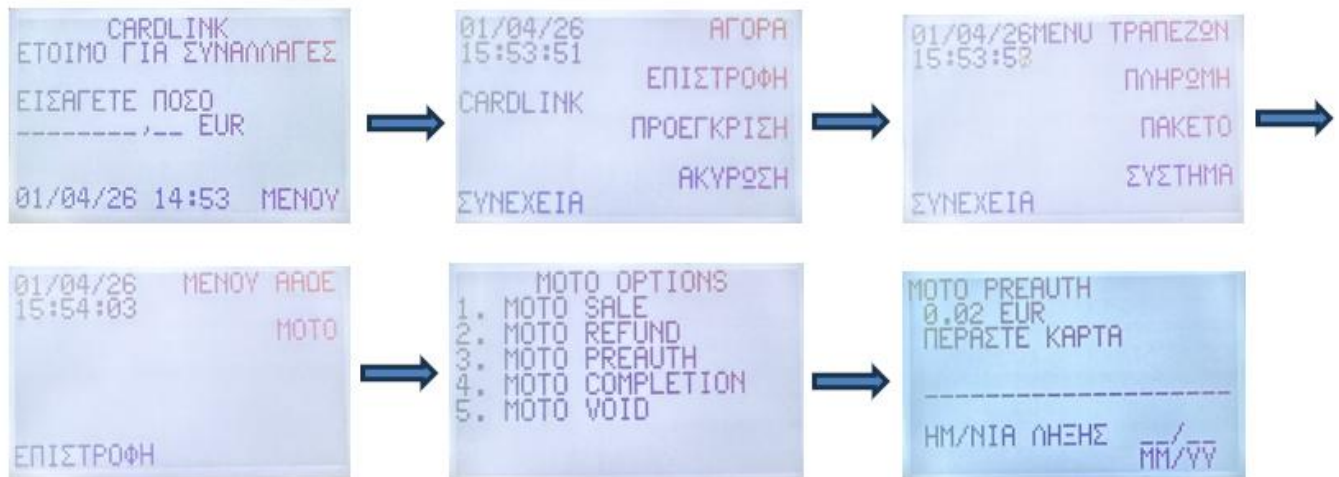 CARDLINK
ΕΤΟΙΜΟ ΓΙΑ ΣΥΝΑΛΛΑΓΕΣ
ΕΙΣΑΓΕΤΕ ΠΟΣΟ
________,__ EUR
01/04/26 14:53 ΜΕΝΟΥ
01/04/26 ΑΓΟΡΑ
15:53:51
ΕΠΙΣΤΡΟΦΗ
CARDLINK
ΠΡΟΕΓΚΡΙΣΗ
ΑΚΥΡΩΣΗ
ΣΥΝΕΧΕΙΑ
01/04/26MENU ΤΡΑΠΕΖΩΝ
ΠΛΗΡΩΜΗ
ΠΑΚΕΤΟ
ΣΥΣΤΗΜΑ
ΣΥΝΕΧΕΙΑ
01/04/26 ΜΕΝΟΥ ΑΑΔΕ
15:54:03
MOTO
ΕΠΙΣΤΡΟΦΗ
MOTO OPTIONS
1. MOTO SALE
2. MOTO REFUND
3. MOTO PREAUTH
4. MOTO COMPLETION
5. MOTO VOID
MOTO PREAUTH
0.02 EUR
ΠΕΡΑΣΤΕ ΚΑΡΤΑ
____________________
ΗΜ/ΝΙΑ ΛΗΞΗΣ __/__
MM/YY